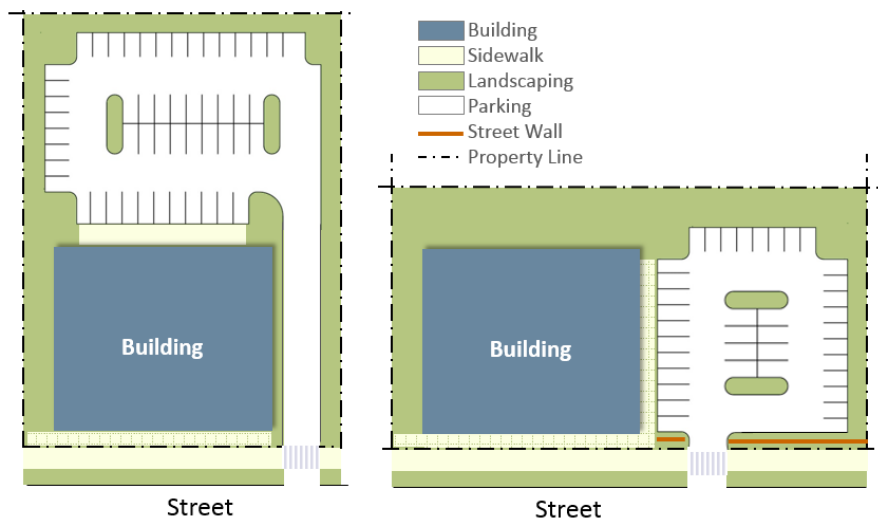 Building
Sidewalk
Landscaping
Parking
Street Wall
Property Line
Building
Building
Street
Street